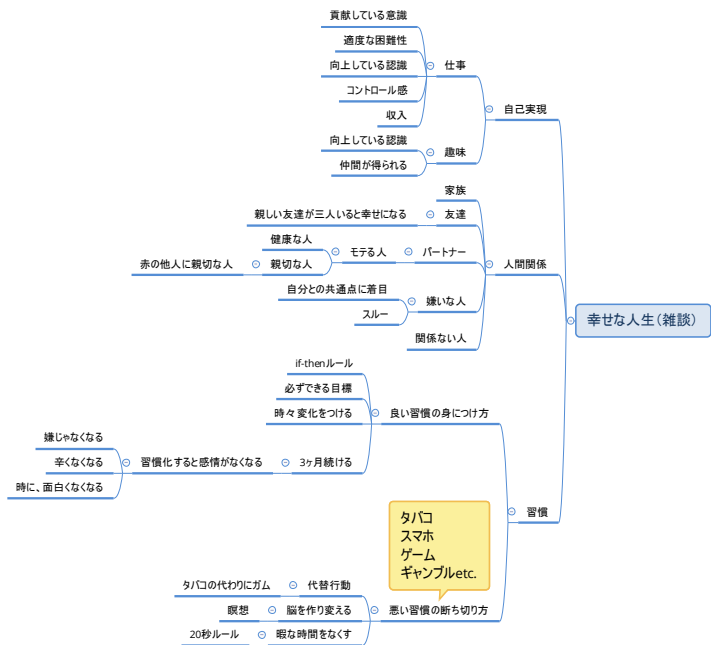 幸せな人生（雑談）
自己実現
仕事
貢献している意識
適度な困難性
向上している認識
コントロール感
収入
趣味
向上している認識
仲間が得られる
人間関係
家族
友達
親しい友達が三人いると幸せになる
パートナー
モテる人
健康な人
親切な人
赤の他人に親切な人
嫌いな人
自分との共通点に着目
スルー
関係ない人
習慣
良い習慣の身につけ方
if-thenルール
必ずできる目標
時々変化をつける
3ヶ月続ける
習慣化すると感情がなくなる
嫌じゃなくなる
辛くなくなる
時に、面白くなくなる
悪い習慣の断ち切り方
タバコ
スマホ
ゲーム
ギャンブルetc.
代替行動
タバコの代わりにガム
脳を作り変える
瞑想
暇な時間をなくす
20秒ルール